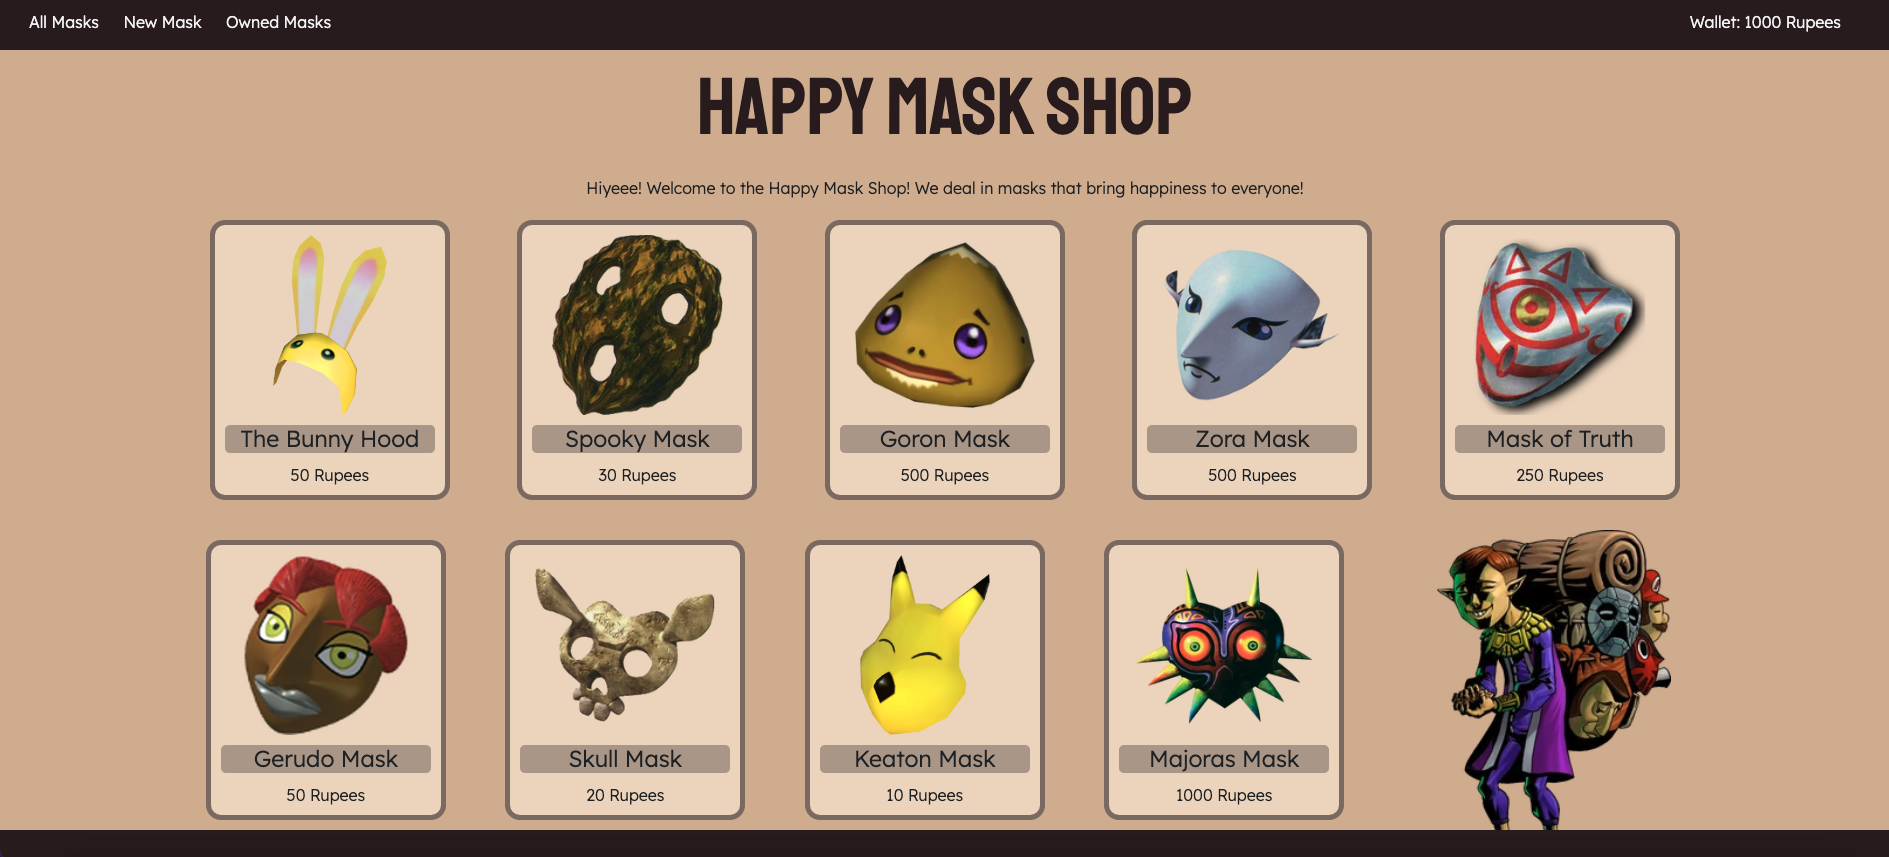 All Masks New Mask Owned Masks Wallet: 1000 Rupees
HAPPY MASK SHOP
Hiyeee! Welcome to the Happy Mask Shop! We deal in masks that bring happiness to everyone!
The Bunny Hood Spooky Mask Goron Mask Zora Mask Mask of Truth
50 Rupees 30 Rupees 500 Rupees 500 Rupees 250 Rupees
Gerudo Mask Skull Mask Keaton Mask Majoras Mask
50 Rupees 20 Rupees 10 Rupees 1000 Rupees